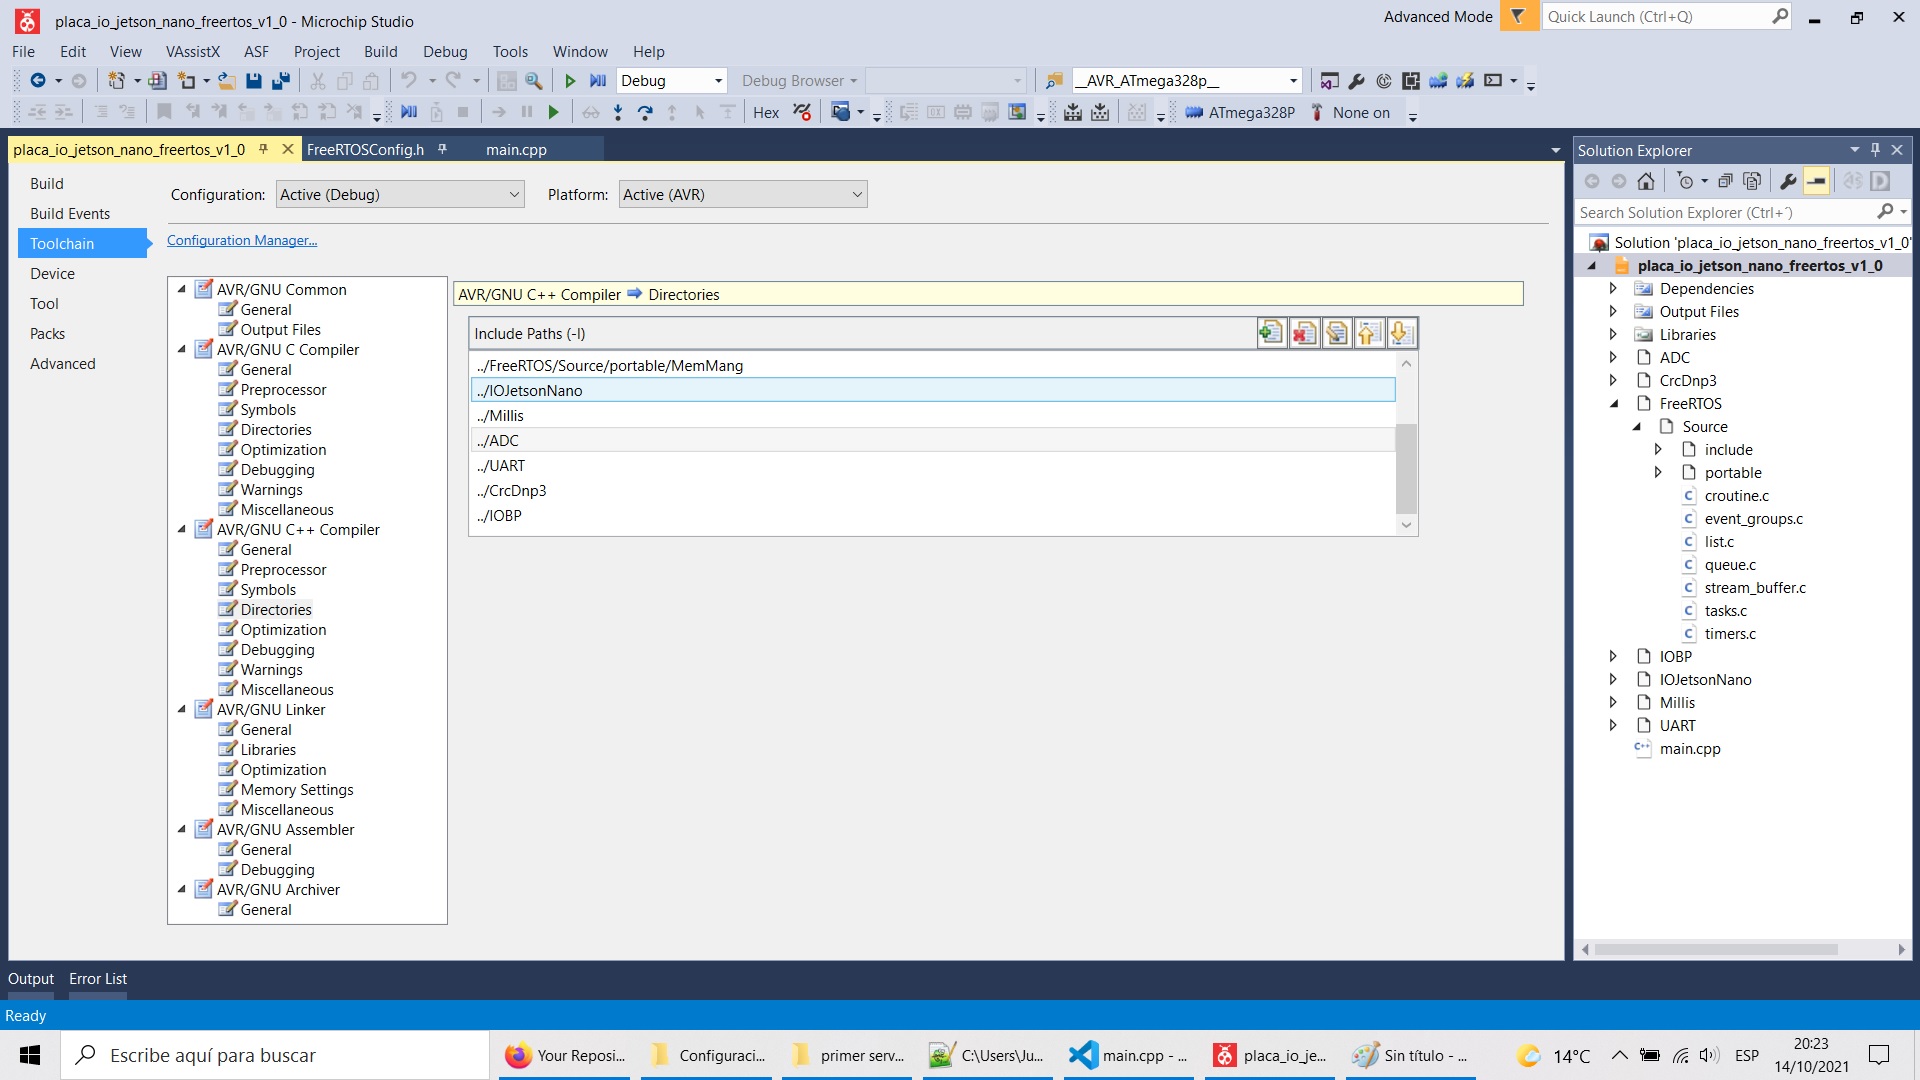 placa_io_jetson_nano_freertos_v1_0 - Microchip Studio
Advanced Mode
Quick Launch (Ctrl+Q)
File Edit View VAssistX ASF Project Build Debug Tools Window Help
Debug
Debug Browser
__AVR_ATmega328p__
Hex
ATmega328P
None on
placa_io_jetson_nano_freertos_v1_0
FreeRTOSConfig.h
main.cpp
Build
Build Events
Toolchain
Device
Tool
Packs
Advanced
Configuration: Active (Debug)
Platform: Active (AVR)
Configuration Manager...
AVR/GNU Common
General
Output Files
AVR/GNU C Compiler
General
Preprocessor
Symbols
Directories
Optimization
Debugging
Warnings
Miscellaneous
AVR/GNU C++ Compiler
General
Preprocessor
Symbols
Directories
Optimization
Debugging
Warnings
Miscellaneous
AVR/GNU Linker
General
Libraries
Optimization
Memory Settings
Miscellaneous
AVR/GNU Assembler
General
Debugging
AVR/GNU Archiver
General
AVR/GNU C++ Compiler ➡ Directories
Include Paths (-I)
../FreeRTOS/Source/portable/MemMang
../IOJetsonNano
../Millis
../ADC
../UART
../CrcDnp3
../IOBP
Solution Explorer
Search Solution Explorer (Ctrl+´)
Solution 'placa_io_jetson_nano_freertos_v1_0'
placa_io_jetson_nano_freertos_v1_0
Dependencies
Output Files
Libraries
ADC
CrcDnp3
FreeRTOS
Source
include
portable
croutine.c
event_groups.c
list.c
queue.c
stream_buffer.c
tasks.c
timers.c
IOBP
IOJetsonNano
Millis
UART
main.cpp
Output
Error List
Ready
Escribe aquí para buscar
Your Reposi...
Configuraci...
primer serv...
C:\Users\Ju...
main.cpp - ...
placa_io_je...
Sin título - ...
14°C
ESP
20:23
14/10/2021